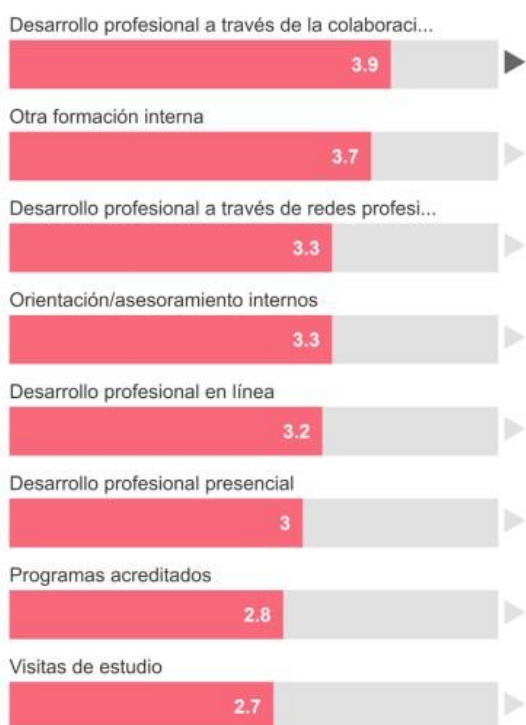 Desarrollo profesional a través de la colaboraci...
3.9
Otra formación interna
3.7
Desarrollo profesional a través de redes profesi...
3.3
Orientación/asesoramiento internos
3.3
Desarrollo profesional en línea
3.2
Desarrollo profesional presencial
3
Programas acreditados
2.8
Visitas de estudio
2.7